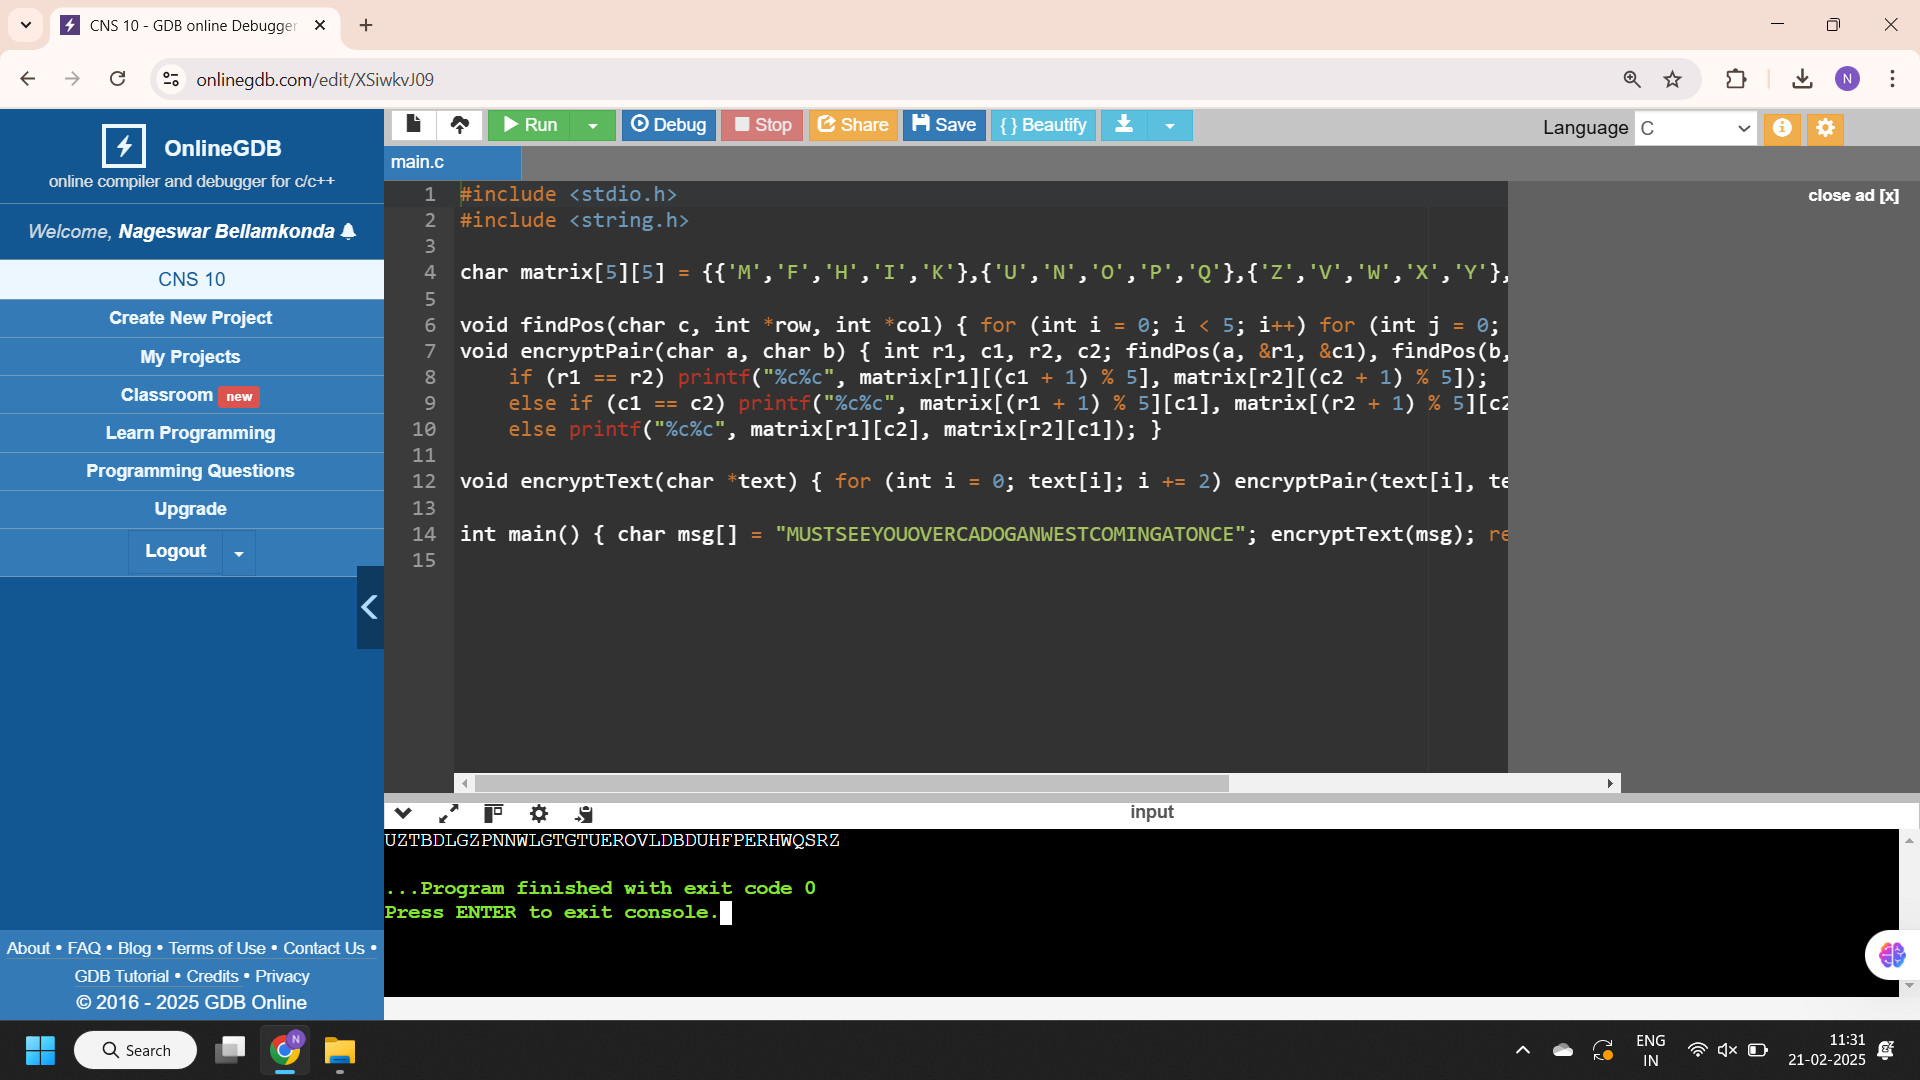 CNS 10 - GDB online Debugger
onlinegdb.com/edit/XSiwkvJ09
N
OnlineGDB
online compiler and debugger for c/c++
Welcome, Nageswar Bellamkonda
CNS 10
Create New Project
My Projects
Classroom new
Learn Programming
Programming Questions
Upgrade
Logout
About • FAQ • Blog • Terms of Use • Contact Us •
GDB Tutorial • Credits • Privacy
© 2016 - 2025 GDB Online
Run Debug Stop Share Save { } Beautify Language C
main.c
close ad [x]
1 #include <stdio.h>
2 #include <string.h>
3
4 char matrix[5][5] = {{'M','F','H','I','K'},{'U','N','O','P','Q'},{'Z','V','W','X','Y'},
5
6 void findPos(char c, int *row, int *col) { for (int i = 0; i < 5; i++) for (int j = 0;
7 void encryptPair(char a, char b) { int r1, c1, r2, c2; findPos(a, &r1, &c1), findPos(b,
8     if (r1 == r2) printf("%c%c", matrix[r1][(c1 + 1) % 5], matrix[r2][(c2 + 1) % 5]);
9     else if (c1 == c2) printf("%c%c", matrix[(r1 + 1) % 5][c1], matrix[(r2 + 1) % 5][c2
10     else printf("%c%c", matrix[r1][c2], matrix[r2][c1]); }
11
12 void encryptText(char *text) { for (int i = 0; text[i]; i += 2) encryptPair(text[i], te
13
14 int main() { char msg[] = "MUSTSEEYOUOVERCADOGANWESTCOMINGATONCE"; encryptText(msg); re
15
input
UZTBDLGZPNNWLGTGTUEROVLDBDUHFPERHWQSRZ
...Program finished with exit code 0
Press ENTER to exit console.
Search
N
ENG
IN
11:31
21-02-2025